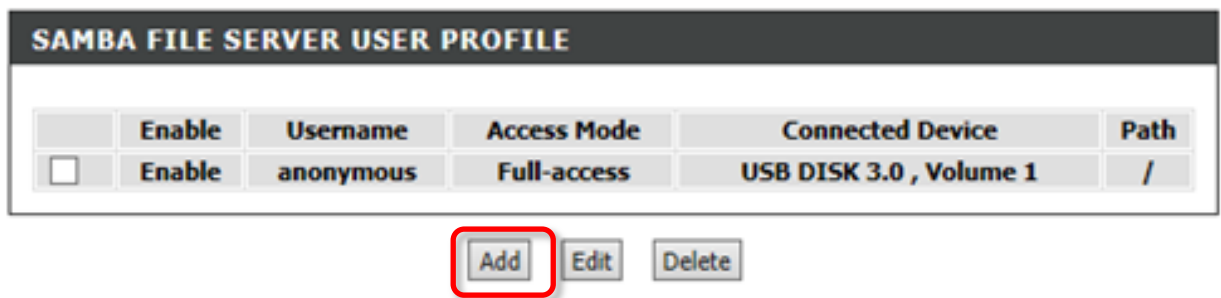 SAMBA FILE SERVER USER PROFILE
Enable Username Access Mode Connected Device Path
Enable anonymous Full-access USB DISK 3.0 , Volume 1 /
Add Edit Delete